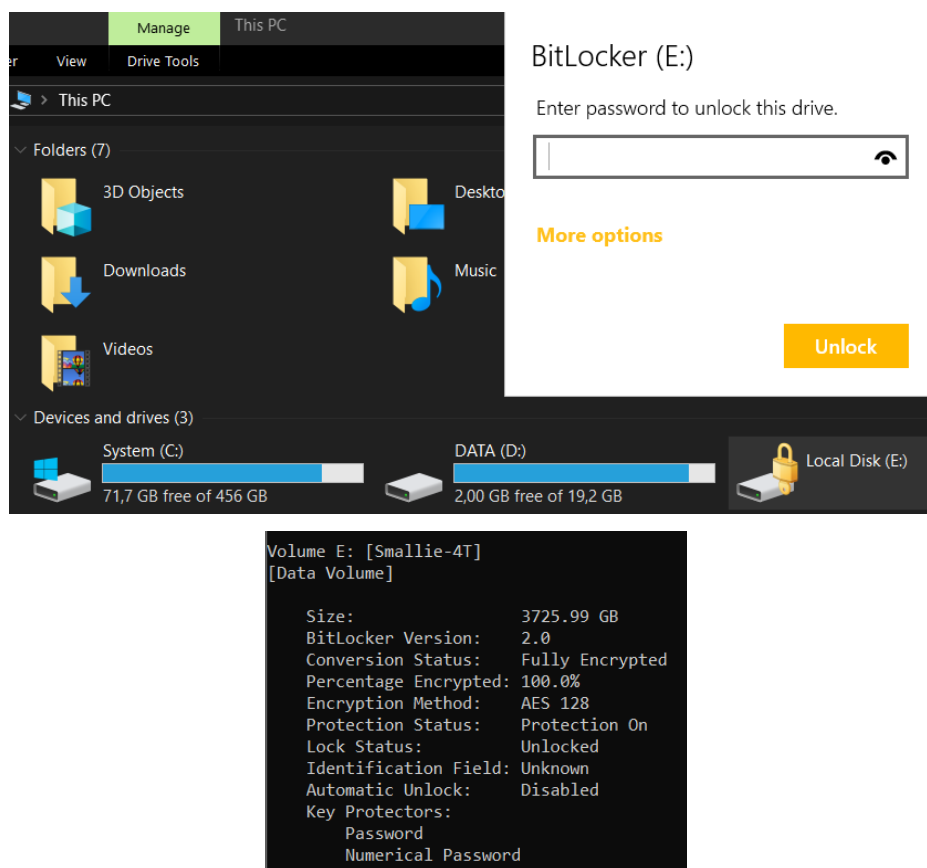 Manage
This PC
er View Drive Tools
> This PC
Folders (7)
3D Objects
Deskto
Downloads
Music
Videos
Devices and drives (3)
System (C:)
71,7 GB free of 456 GB
DATA (D:)
2,00 GB free of 19,2 GB
Local Disk (E:)
BitLocker (E:)
Enter password to unlock this drive.
More options
Unlock
Volume E: [Smallie-4T]
[Data Volume]
Size: 3725.99 GB
BitLocker Version: 2.0
Conversion Status: Fully Encrypted
Percentage Encrypted: 100.0%
Encryption Method: AES 128
Protection Status: Protection On
Lock Status: Unlocked
Identification Field: Unknown
Automatic Unlock: Disabled
Key Protectors:
Password
Numerical Password